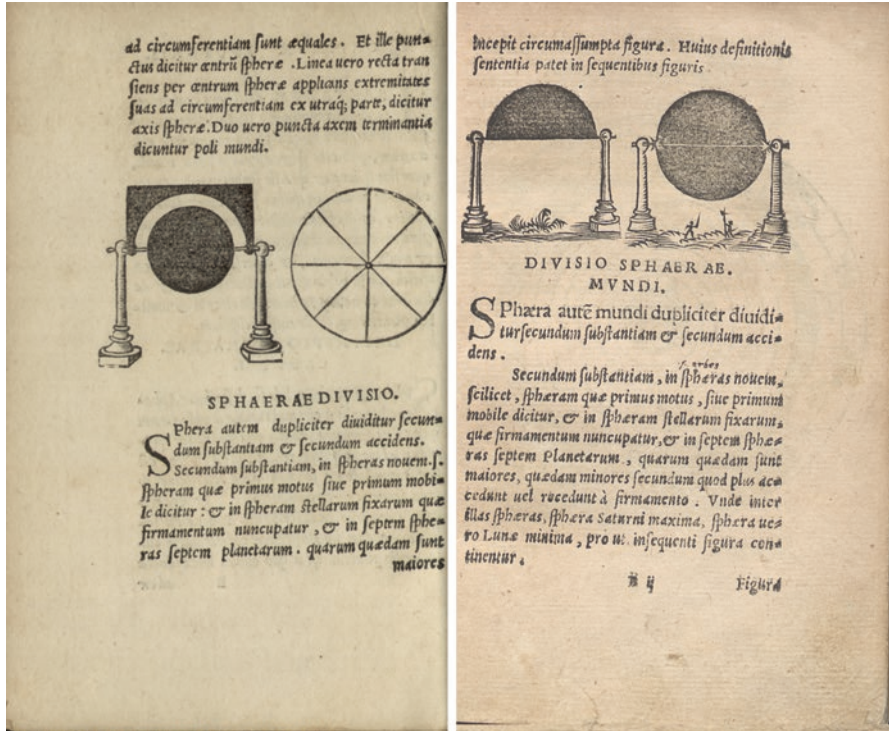 ad circumferentiam sunt æquales. Et ille pun=
ctus dicitur centrũ spheræ. Linea uero recta tran
siens per centrum spheræ applicans extremitates
suas ad circumferentiam ex utraq; parte, dicitur
axis spheræ. Duo uero puncta axem terminantia
dicuntur poli mundi.
SPHAERAE DIVISIO.
SPhera autem dupliciter diuiditur secun=
dum substantiam & secundum accidens.
Secundum substantiam, in spheras nouem .s.
spheram quæ primus motus siue primum mobi=
le dicitur: & in spheram stellarum fixarum quæ
firmamentum nuncupatur, & in septem sphe=
ras septem planetarum. quarum quædam sunt
maiores
incepit circumassumpta figura. Huius definitionis
sententia patet in sequentibus figuris
DIVISIO SPHAERAE.
MVNDI.
SPhæra autẽ mundi dupliciter diuidi=
tur secundum substantiam & secundum acci=
dens.
Secundum substantiam, in sphæras nouem,
scilicet, sphæram quæ primus motus, siue primum
mobile dicitur, & in sphæram stellarum fixarum,
quæ firmamentum nuncupatur, & in septem sphæ=
ras septem Planetarum, quarum quædam sunt
maiores, quædam minores secundum quod plus ac=
cedunt uel recedunt à firmamento. Vnde inter
illas sphæras, sphæra Saturni maxima, sphæra ue=
ro Lunæ minima, pro ut insequenti figura con=
tinentur.
B ij Figura